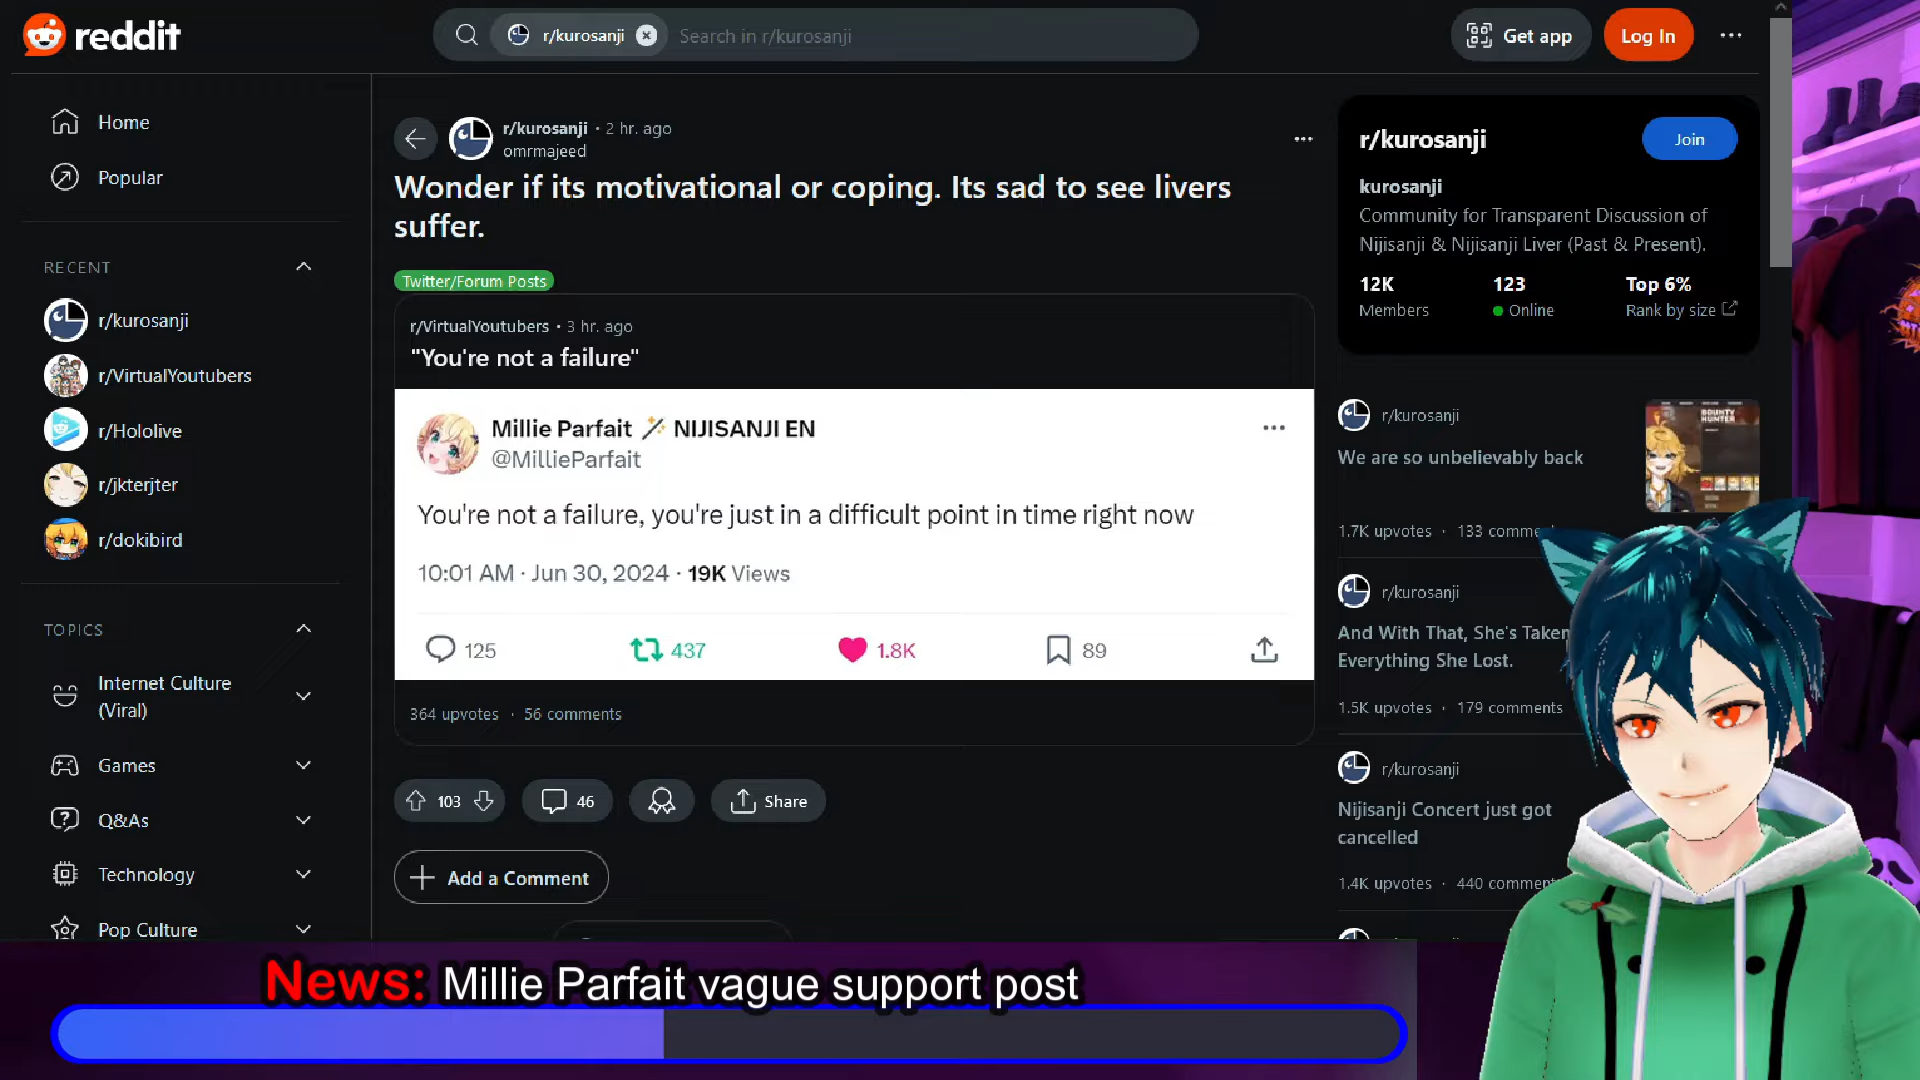 reddit
r/kurosanji
Search in r/kurosanji
Get app
Log In
Home
Popular
RECENT
r/kurosanji
r/VirtualYoutubers
r/Hololive
r/jkterjter
r/dokibird
TOPICS
Internet Culture
(Viral)
Games
Q&As
Technology
Pop Culture
r/kurosanji • 2 hr. ago
omrmajeed
Wonder if its motivational or coping. Its sad to see livers
suffer.
Twitter/Forum Posts
r/VirtualYoutubers • 3 hr. ago
"You're not a failure"
Millie Parfait 🪄 NIJISANJI EN
@MillieParfait
You're not a failure, you're just in a difficult point in time right now
10:01 AM · Jun 30, 2024 · 19K Views
125 437 1.8K 89
364 upvotes · 56 comments
103 46 Share
Add a Comment
r/kurosanji
Join
kurosanji
Community for Transparent Discussion of
Nijisanji & Nijisanji Liver (Past & Present).
12K 123 Top 6%
Members Online Rank by size
r/kurosanji
We are so unbelievably back
BOUNTY
HUNTER
1.7K upvotes · 133 comme
r/kurosanji
And With That, She's Taken
Everything She Lost.
1.5K upvotes · 179 comments
r/kurosanji
Nijisanji Concert just got
cancelled
1.4K upvotes · 440 comment
News: Millie Parfait vague support post